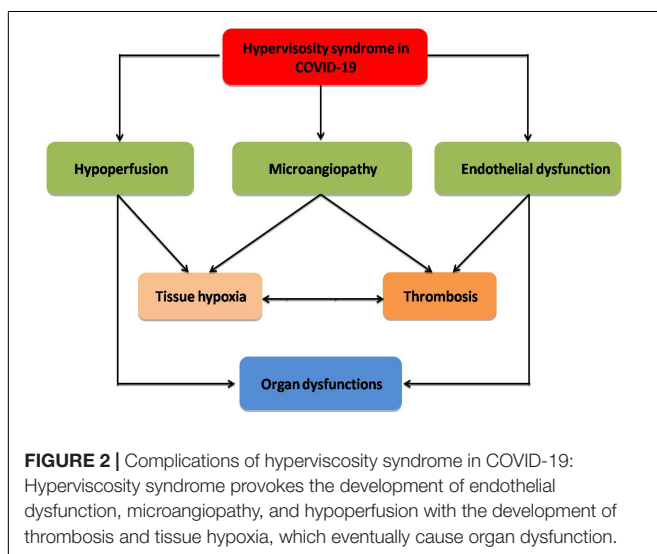 Hypervisosity syndrome in
COVID-19
Hypoperfusion
Microangiopathy
Endothelial dysfunction
Tissue hypoxia
Thrombosis
Organ dysfunctions
FIGURE 2 | Complications of hyperviscosity syndrome in COVID-19:
Hyperviscosity syndrome provokes the development of endothelial
dysfunction, microangiopathy, and hypoperfusion with the development of
thrombosis and tissue hypoxia, which eventually cause organ dysfunction.